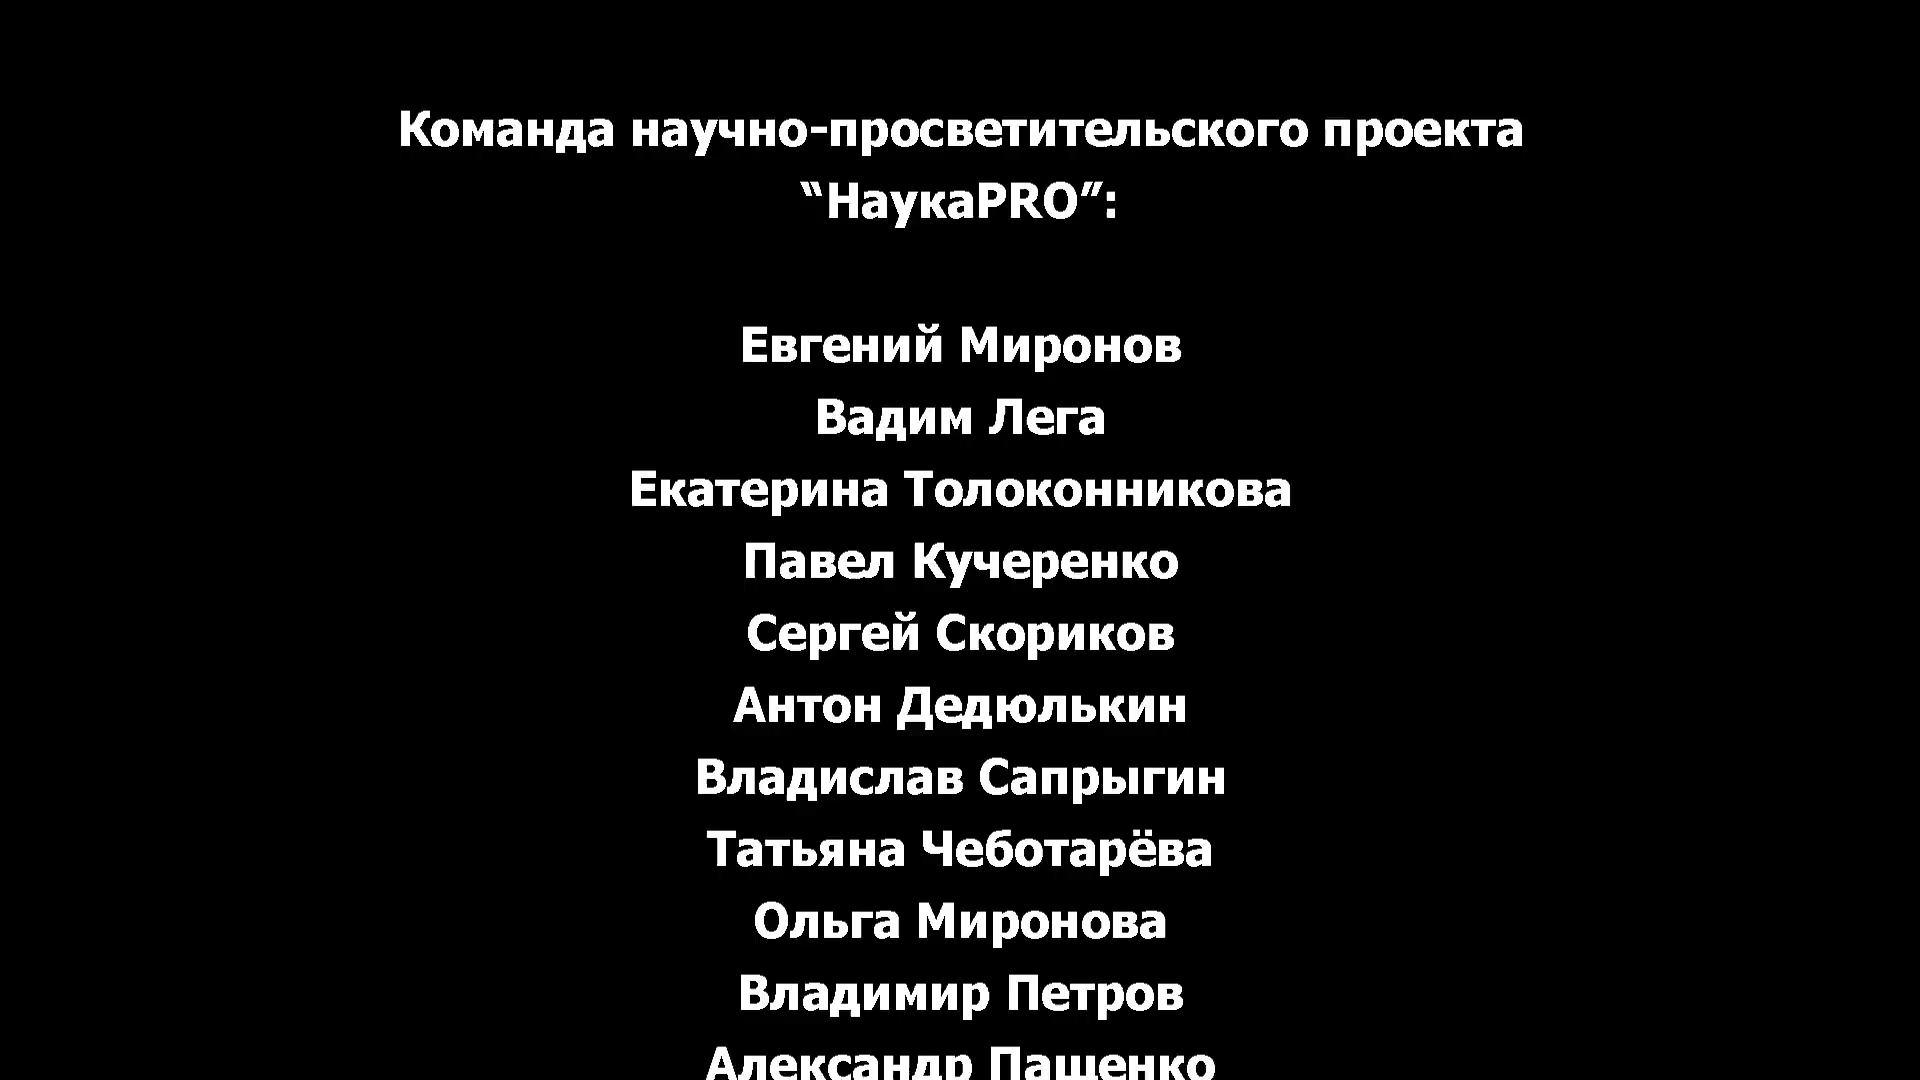 Команда научно-просветительского проекта
“НаукаPRO”:
Евгений Миронов
Вадим Лега
Екатерина Толоконникова
Павел Кучеренко
Сергей Скориков
Антон Дедюлькин
Владислав Сапрыгин
Татьяна Чеботарёва
Ольга Миронова
Владимир Петров
Александр Пащенко